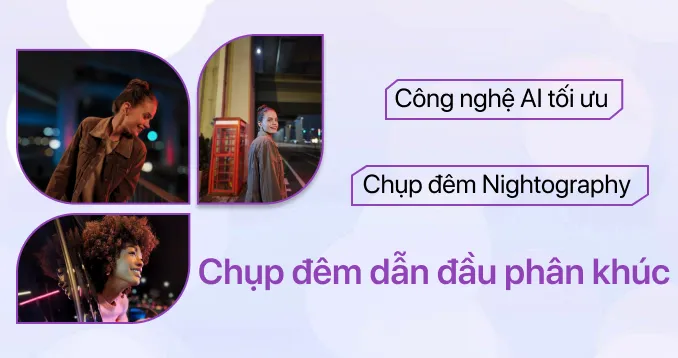 Công nghệ AI tối ưu
Chụp đêm Nightography
Chụp đêm dẫn đầu phân khúc